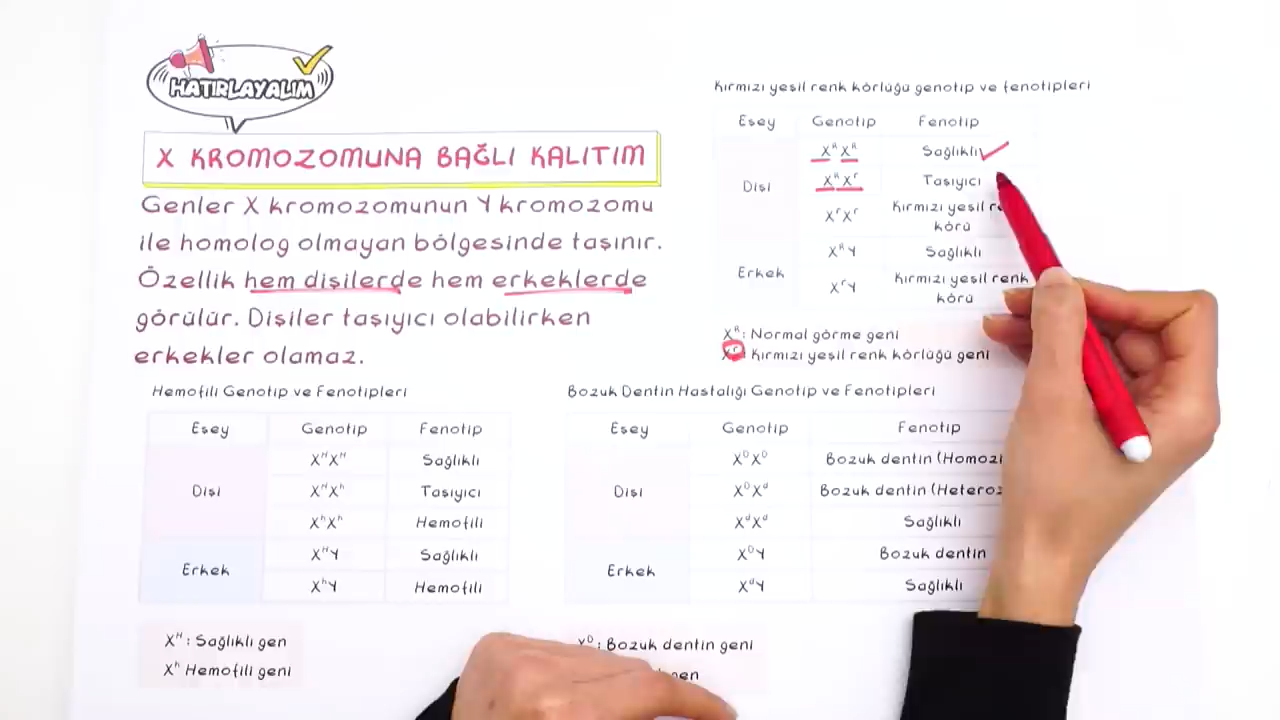 HATIRLAYALIM
X KROMOZOMUNA BAĞLI KALITIM
Genler X kromozomunun Y kromozomu
ile homolog olmayan bölgesinde taşınır.
Özellik hem dişilerde hem erkeklerde
görülür. Dişiler taşıyıcı olabilirken
erkekler olamaz.
Kırmızı yeşil renk körlüğü genotip ve fenotipleri
Eşey Genotip Fenotip
Dişi
XᴿXᴿ Sağlıklı
XᴿXʳ Taşıyıcı
XʳXʳ Kırmızı yeşil
körü
Erkek
XᴿY Sağlıklı
XʳY Kırmızı yeşil renk
körü
Xᴿ: Normal görme geni
Xʳ: Kırmızı yeşil renk körlüğü geni
Hemofili Genotip ve Fenotipleri
Eşey Genotip Fenotip
Dişi
XᴴXᴴ Sağlıklı
XᴴXʰ Taşıyıcı
XʰXʰ Hemofili
Erkek
XᴴY Sağlıklı
XʰY Hemofili
Xᴴ: Sağlıklı gen
Xʰ Hemofili geni
Bozuk Dentin Hastalığı Genotip ve Fenotipleri
Eşey Genotip Fenotip
Dişi
XᴰXᴰ Bozuk dentin
XᴰXᵈ Bozuk dentin
XᵈXᵈ Sağlıklı
Erkek
XᴰY Bozuk dentin
XᵈY Sağlıklı
Xᴰ: Bozuk dentin geni